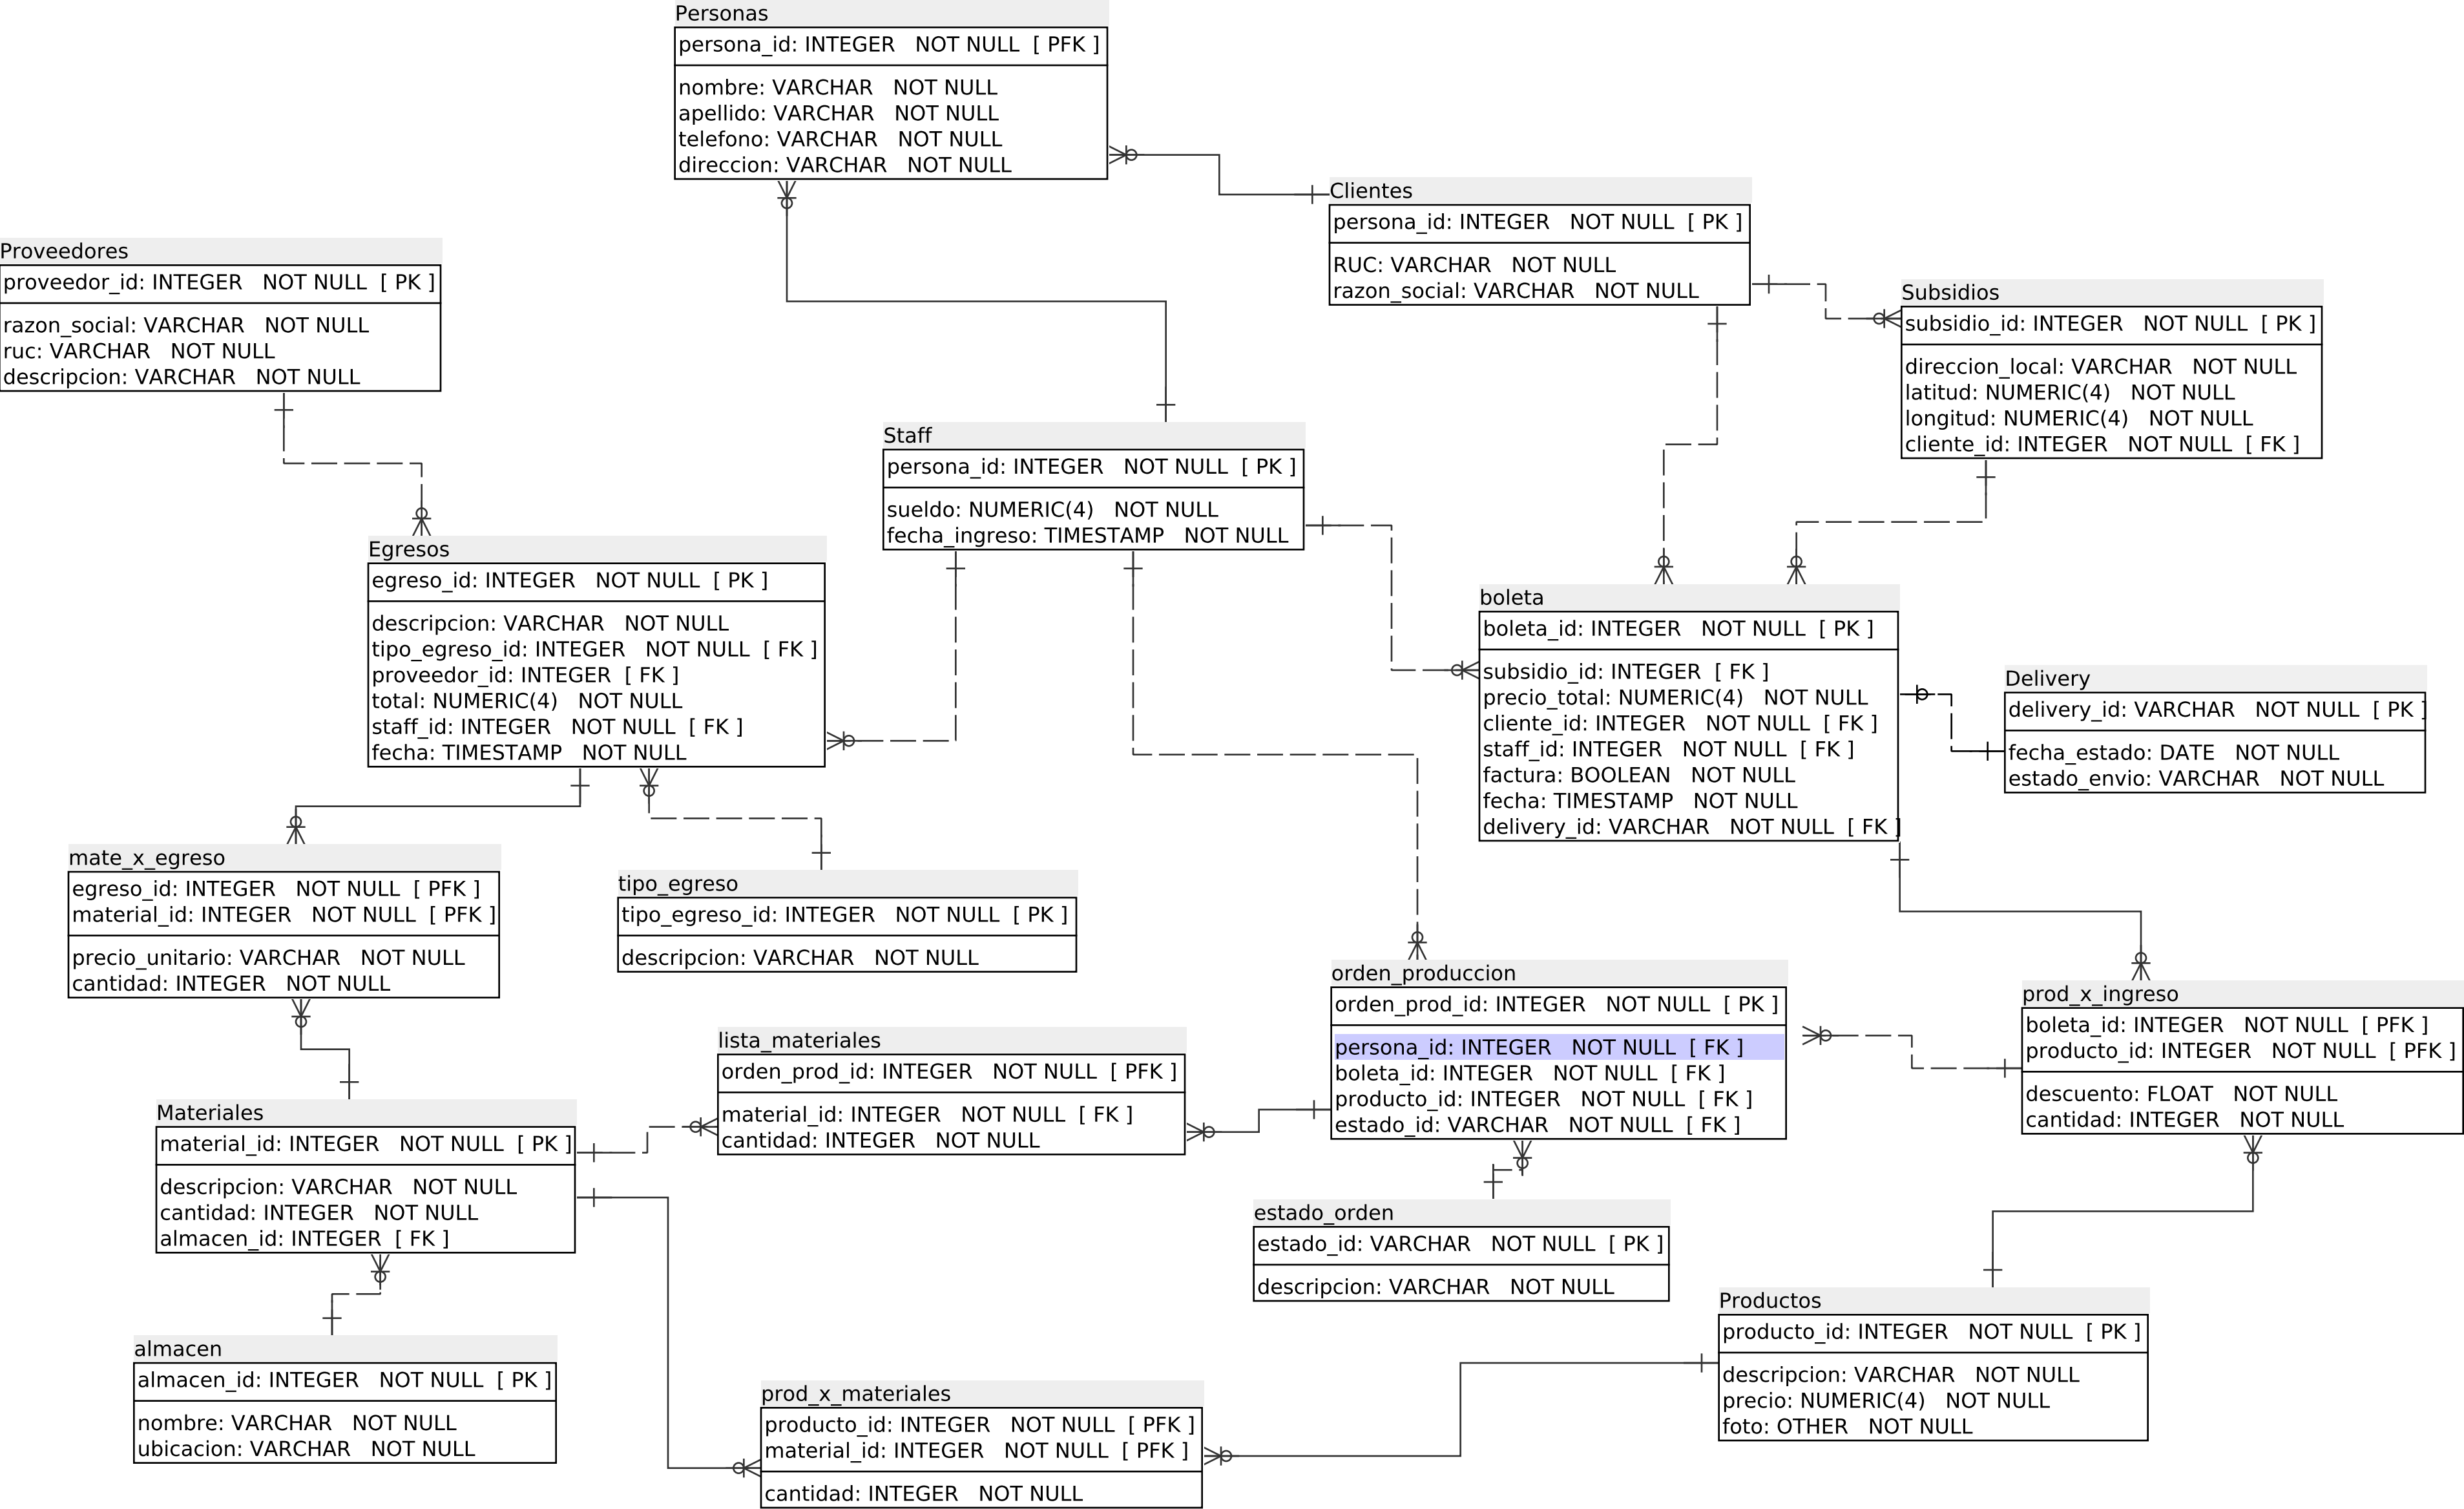 Personas
persona_id: INTEGER NOT NULL [ PFK ]
nombre: VARCHAR NOT NULL
apellido: VARCHAR NOT NULL
telefono: VARCHAR NOT NULL
direccion: VARCHAR NOT NULL
Clientes
persona_id: INTEGER NOT NULL [ PK ]
RUC: VARCHAR NOT NULL
razon_social: VARCHAR NOT NULL
Proveedores
proveedor_id: INTEGER NOT NULL [ PK ]
razon_social: VARCHAR NOT NULL
ruc: VARCHAR NOT NULL
descripcion: VARCHAR NOT NULL
Subsidios
subsidio_id: INTEGER NOT NULL [ PK ]
direccion_local: VARCHAR NOT NULL
latitud: NUMERIC(4) NOT NULL
longitud: NUMERIC(4) NOT NULL
cliente_id: INTEGER NOT NULL [ FK ]
Staff
persona_id: INTEGER NOT NULL [ PK ]
sueldo: NUMERIC(4) NOT NULL
fecha_ingreso: TIMESTAMP NOT NULL
Egresos
egreso_id: INTEGER NOT NULL [ PK ]
descripcion: VARCHAR NOT NULL
tipo_egreso_id: INTEGER NOT NULL [ FK ]
proveedor_id: INTEGER [ FK ]
total: NUMERIC(4) NOT NULL
staff_id: INTEGER NOT NULL [ FK ]
fecha: TIMESTAMP NOT NULL
boleta
boleta_id: INTEGER NOT NULL [ PK ]
subsidio_id: INTEGER [ FK ]
precio_total: NUMERIC(4) NOT NULL
cliente_id: INTEGER NOT NULL [ FK ]
staff_id: INTEGER NOT NULL [ FK ]
factura: BOOLEAN NOT NULL
fecha: TIMESTAMP NOT NULL
delivery_id: VARCHAR NOT NULL [ FK ]
Delivery
delivery_id: VARCHAR NOT NULL [ PK ]
fecha_estado: DATE NOT NULL
estado_envio: VARCHAR NOT NULL
mate_x_egreso
egreso_id: INTEGER NOT NULL [ PFK ]
material_id: INTEGER NOT NULL [ PFK ]
precio_unitario: VARCHAR NOT NULL
cantidad: INTEGER NOT NULL
tipo_egreso
tipo_egreso_id: INTEGER NOT NULL [ PK ]
descripcion: VARCHAR NOT NULL
orden_produccion
orden_prod_id: INTEGER NOT NULL [ PK ]
persona_id: INTEGER NOT NULL [ FK ]
boleta_id: INTEGER NOT NULL [ FK ]
producto_id: INTEGER NOT NULL [ FK ]
estado_id: VARCHAR NOT NULL [ FK ]
prod_x_ingreso
boleta_id: INTEGER NOT NULL [ PFK ]
producto_id: INTEGER NOT NULL [ PFK ]
descuento: FLOAT NOT NULL
cantidad: INTEGER NOT NULL
lista_materiales
orden_prod_id: INTEGER NOT NULL [ PFK ]
material_id: INTEGER NOT NULL [ FK ]
cantidad: INTEGER NOT NULL
Materiales
material_id: INTEGER NOT NULL [ PK ]
descripcion: VARCHAR NOT NULL
cantidad: INTEGER NOT NULL
almacen_id: INTEGER [ FK ]
estado_orden
estado_id: VARCHAR NOT NULL [ PK ]
descripcion: VARCHAR NOT NULL
Productos
producto_id: INTEGER NOT NULL [ PK ]
descripcion: VARCHAR NOT NULL
precio: NUMERIC(4) NOT NULL
foto: OTHER NOT NULL
almacen
almacen_id: INTEGER NOT NULL [ PK ]
nombre: VARCHAR NOT NULL
ubicacion: VARCHAR NOT NULL
prod_x_materiales
producto_id: INTEGER NOT NULL [ PFK ]
material_id: INTEGER NOT NULL [ PFK ]
cantidad: INTEGER NOT NULL